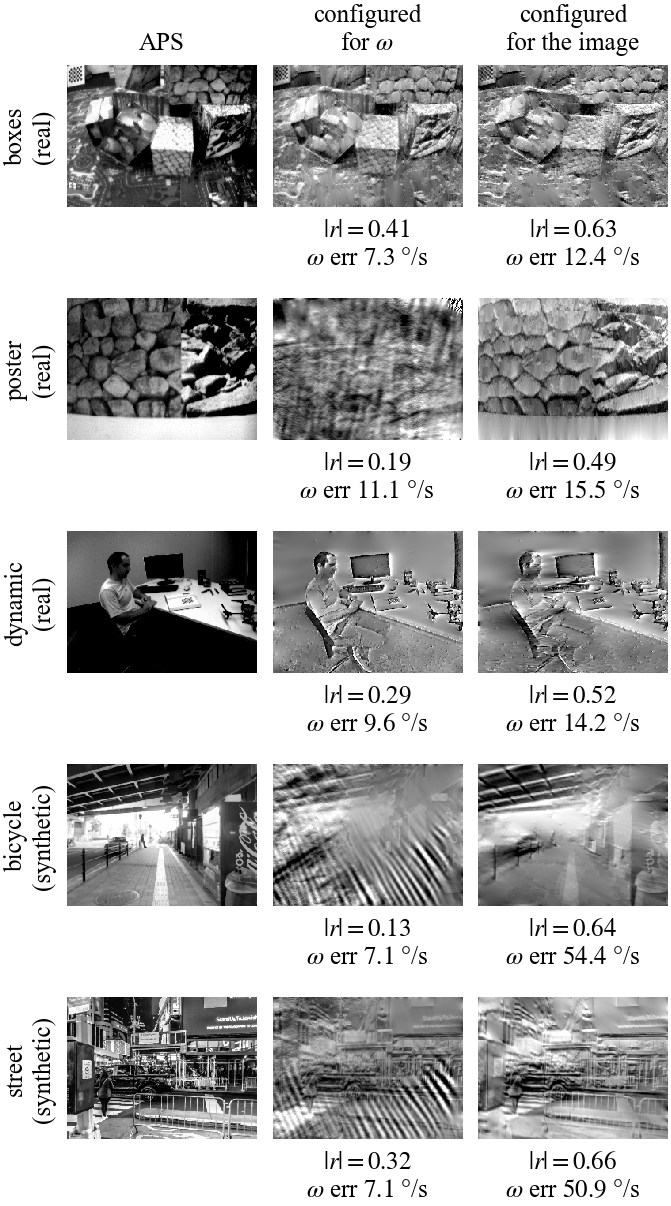 APS
configured
for ω
configured
for the image
boxes
(real)
|r| = 0.41
ω err 7.3 °/s
|r| = 0.63
ω err 12.4 °/s
poster
(real)
|r| = 0.19
ω err 11.1 °/s
|r| = 0.49
ω err 15.5 °/s
dynamic
(real)
|r| = 0.29
ω err 9.6 °/s
|r| = 0.52
ω err 14.2 °/s
bicycle
(synthetic)
|r| = 0.13
ω err 7.1 °/s
|r| = 0.64
ω err 54.4 °/s
street
(synthetic)
|r| = 0.32
ω err 7.1 °/s
|r| = 0.66
ω err 50.9 °/s